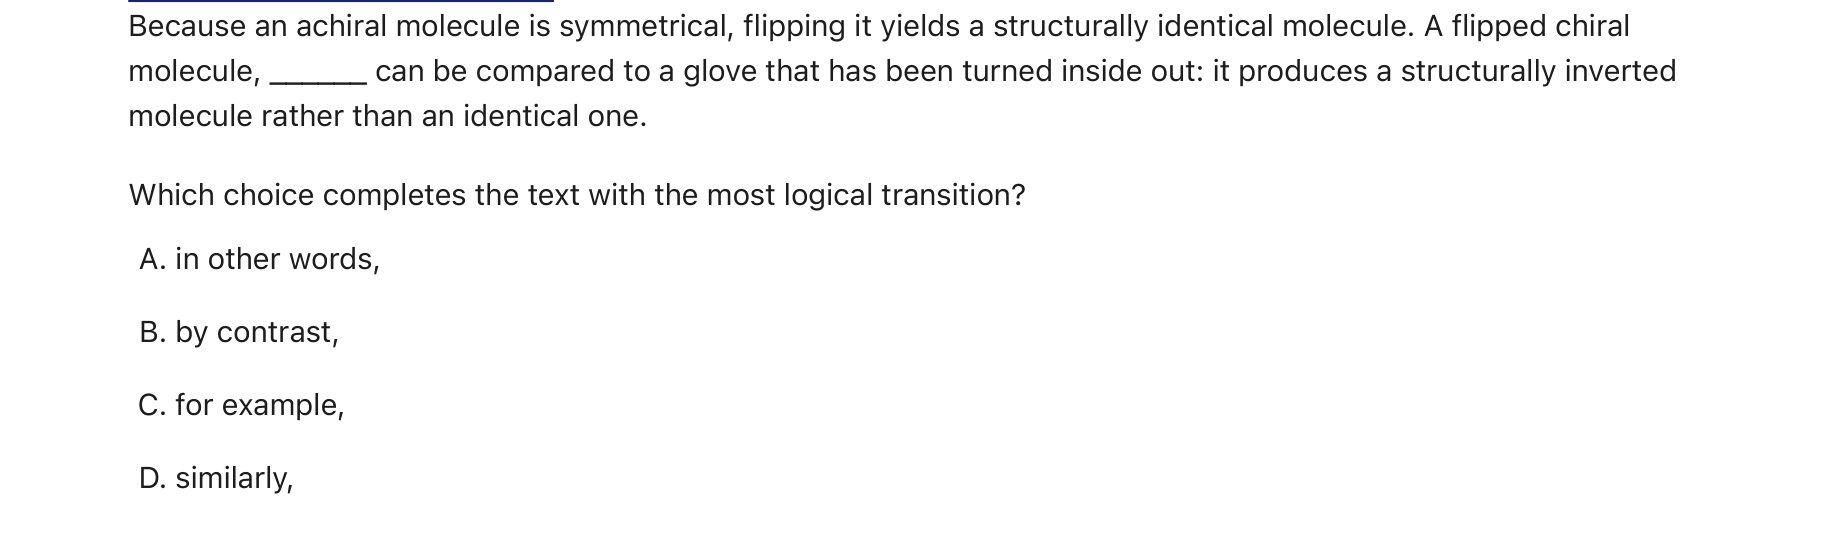 Because an achiral molecule is symmetrical, flipping it yields a structurally identical molecule. A flipped chiral
molecule, ______ can be compared to a glove that has been turned inside out: it produces a structurally inverted
molecule rather than an identical one.
Which choice completes the text with the most logical transition?
A. in other words,
B. by contrast,
C. for example,
D. similarly,